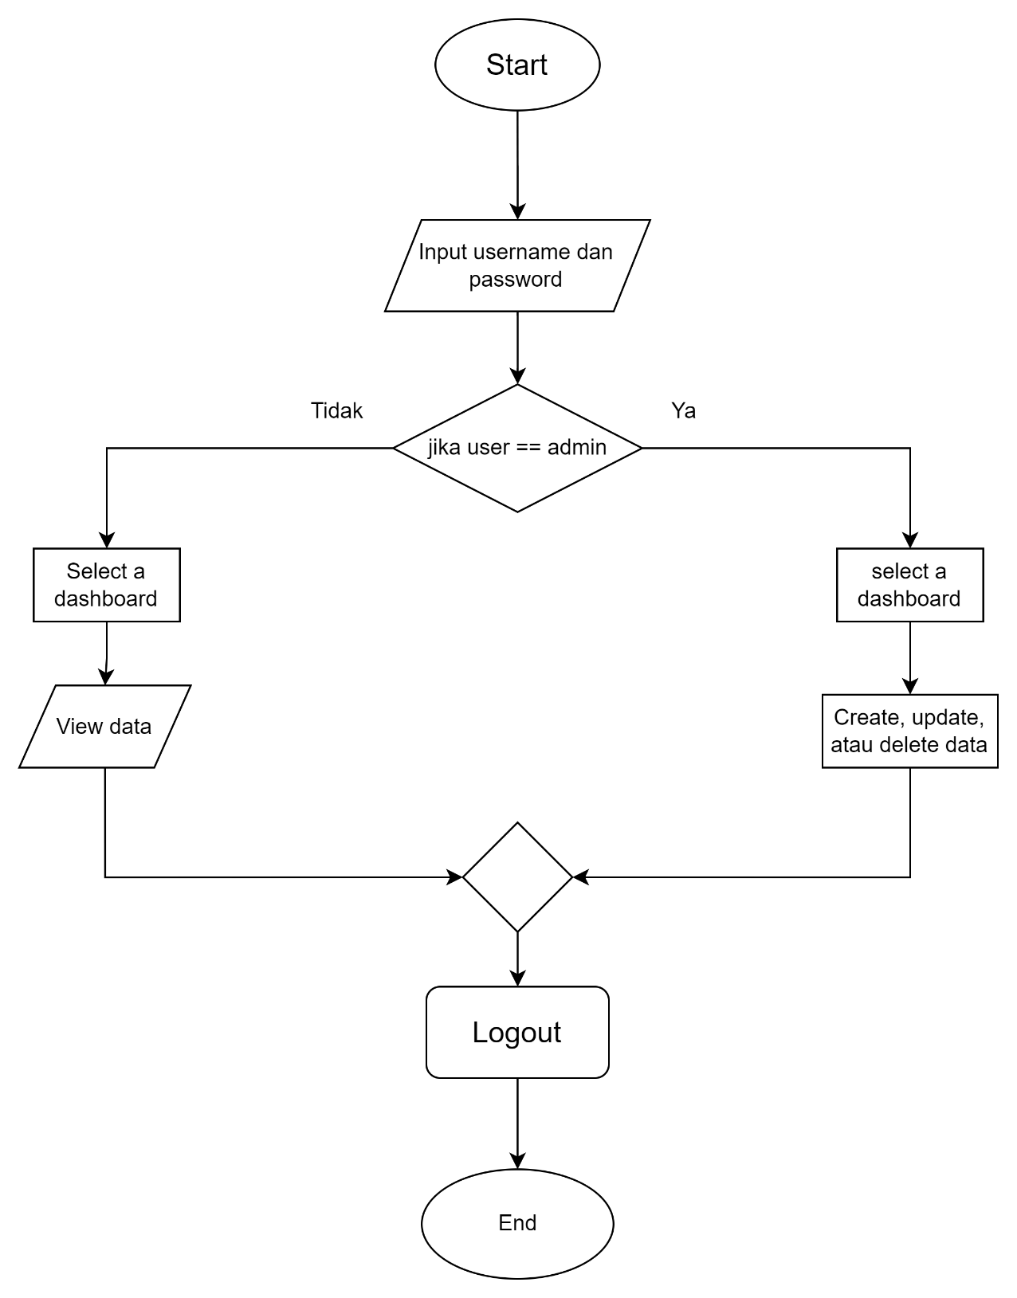 Start
Input username dan
password
Tidak
Ya
jika user == admin
Select a
dashboard
select a
dashboard
View data
Create, update,
atau delete data
Logout
End